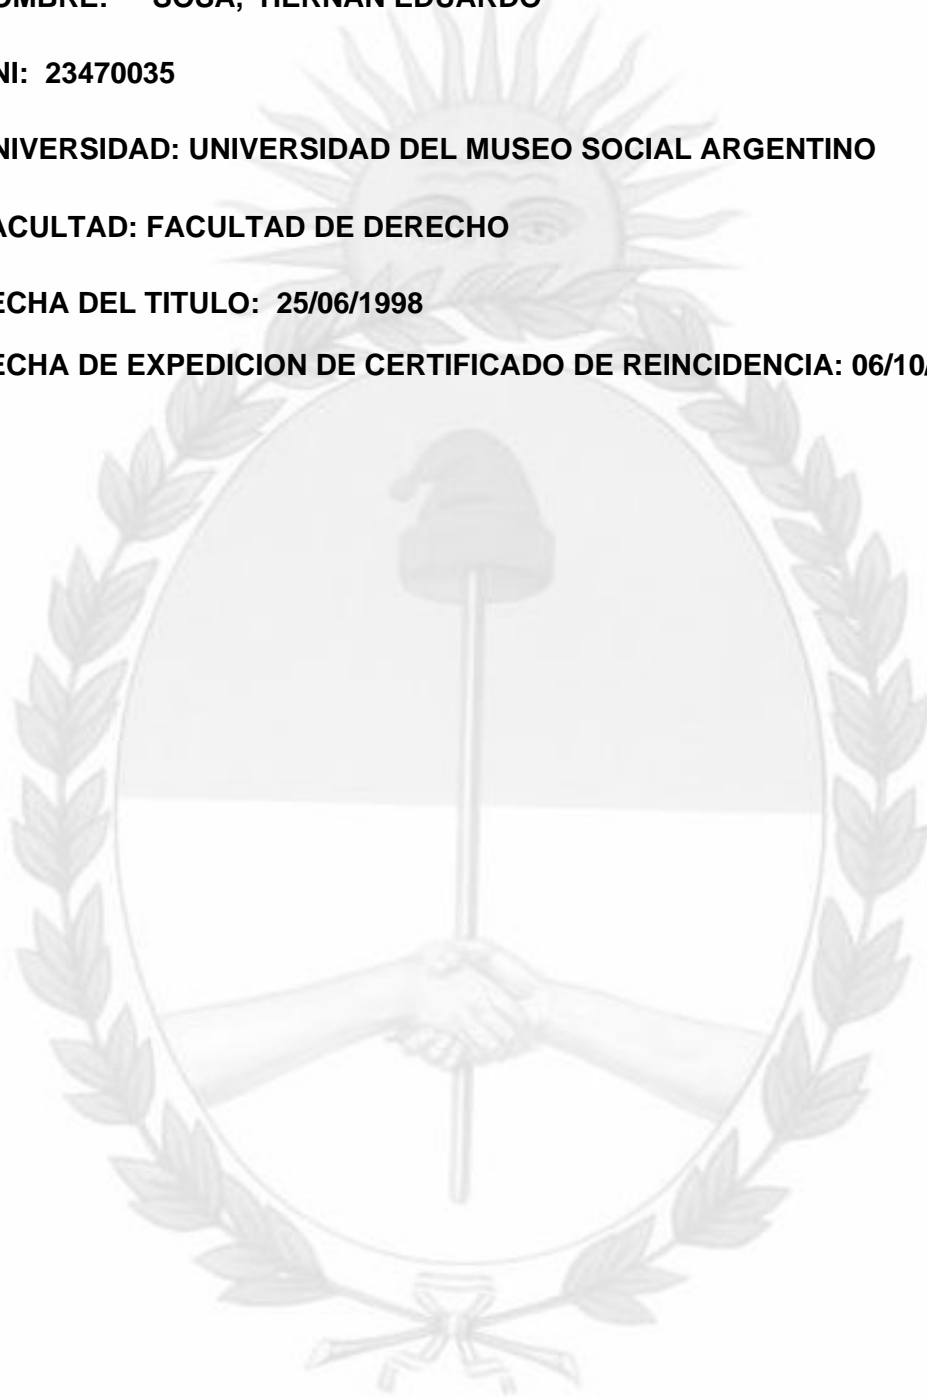 OMBRE: SOSA, HERNAN EDUARDO
NI: 23470035
NIVERSIDAD: UNIVERSIDAD DEL MUSEO SOCIAL ARGENTINO
ACULTAD: FACULTAD DE DERECHO
ECHA DEL TITULO: 25/06/1998
ECHA DE EXPEDICION DE CERTIFICADO DE REINCIDENCIA: 06/10/